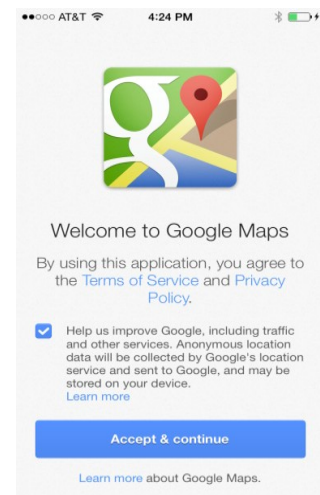 AT&T 4:24 PM
Welcome to Google Maps
By using this application, you agree to
the Terms of Service and Privacy
Policy.
Help us improve Google, including traffic
and other services. Anonymous location
data will be collected by Google's location
service and sent to Google, and may be
stored on your device.
Learn more
Accept & continue
Learn more about Google Maps.